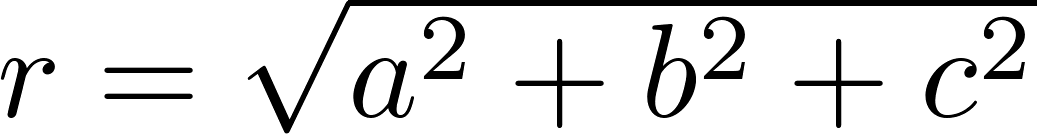 r = √(a² + b² + c²)